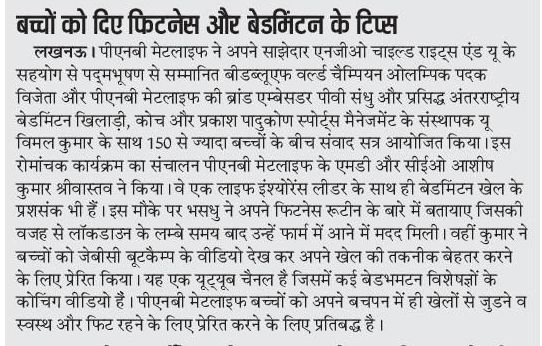 बच्चों को दिए फिटनेस और बेडमिंटन के टिप्स
लखनऊ। पीएनबी मेटलाइफ ने अपने साझेदार एनजीओ चाइल्ड राइट्स एंड यू के
सहयोग से पद्मभूषण से सम्मानित बीडब्लूएफ वर्ल्ड चैम्पियन ओलम्पिक पदक
विजेता और पीएनबी मेटलाइफ की ब्रांड एम्बेसडर पीवी संधु और प्रसिद्ध अंतरराष्ट्रीय
बेडमिंटन खिलाड़ी, कोच और प्रकाश पादुकोण स्पोर्ट्स मैनेजमेंट के संस्थापक यू
विमल कुमार के साथ 150 से ज्यादा बच्चों के बीच संवाद सत्र आयोजित किया। इस
रोमांचक कार्यक्रम का संचालन पीएनबी मेटलाइफ के एमडी और सीईओ आशीष
कुमार श्रीवास्तव ने किया। वे एक लाइफ इंश्योरेंस लीडर के साथ ही बेडमिंटन खेल के
प्रशसंक भी हैं। इस मौके पर भसधु ने अपने फिटनेस रूटीन के बारे में बतायाए जिसकी
वजह से लॉकडाउन के लम्बे समय बाद उन्हें फार्म में आने में मदद मिली। वहीं कुमार ने
बच्चों को जेबीसी बूटकैम्प के वीडियो देख कर अपने खेल की तकनीक बेहतर करने
के लिए प्रेरित किया। यह एक यूट्यूब चैनल है जिसमें कई बेडभमटन विशेषज्ञों के
कोचिंग वीडियो हैं। पीएनबी मेटलाइफ बच्चों को अपने बचपन में ही खेलों से जुडने व
स्वस्थ और फिट रहने के लिए प्रेरित करने के लिए प्रतिबद्ध है।